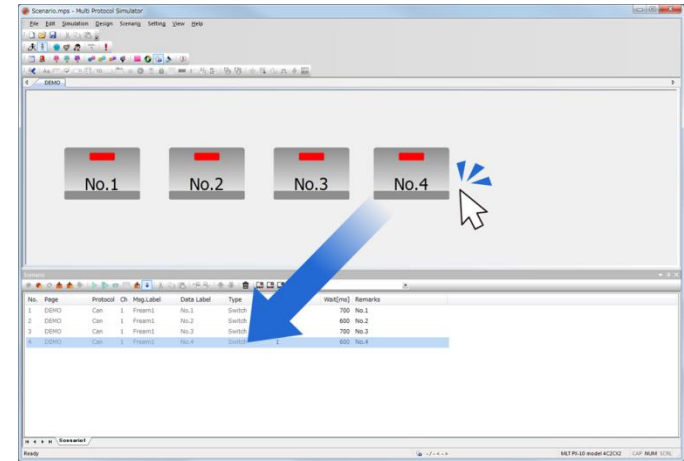 Scenario.mps - Multi Protocol Simulator
File Edit Simulation Design Scenario Setting View Help
DEMO
No.1 No.2 No.3 No.4
Scenario
No. Page Protocol Ch Msg.Label Data Label Type Wait[ms] Remarks
1 DEMO Can 1 Fream1 No.1 Switch 700 No.1
2 DEMO Can 1 Fream1 No.2 Switch 600 No.2
3 DEMO Can 1 Fream1 No.3 Switch 700 No.3
4 DEMO Can 1 Fream1 No.4 Switch 1 600 No.4
Scenario1
Ready -/- < - > MLT PX-10 model 4C2CX2 CAP NUM SCRL